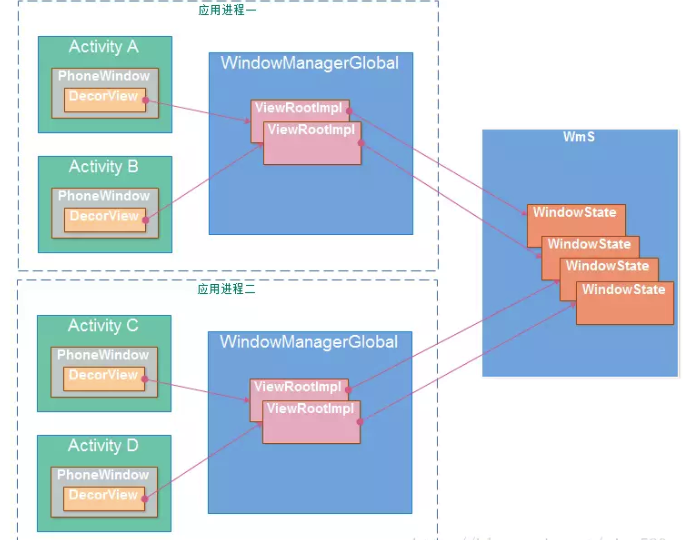 应用进程一
Activity A
PhoneWindow
DecorView
Activity B
PhoneWindow
DecorView
WindowManagerGlobal
ViewRootImpl
ViewRootImpl
应用进程二
Activity C
PhoneWindow
DecorView
Activity D
PhoneWindow
DecorView
WindowManagerGlobal
ViewRootImpl
ViewRootImpl
WmS
WindowState
WindowState
WindowState
WindowState